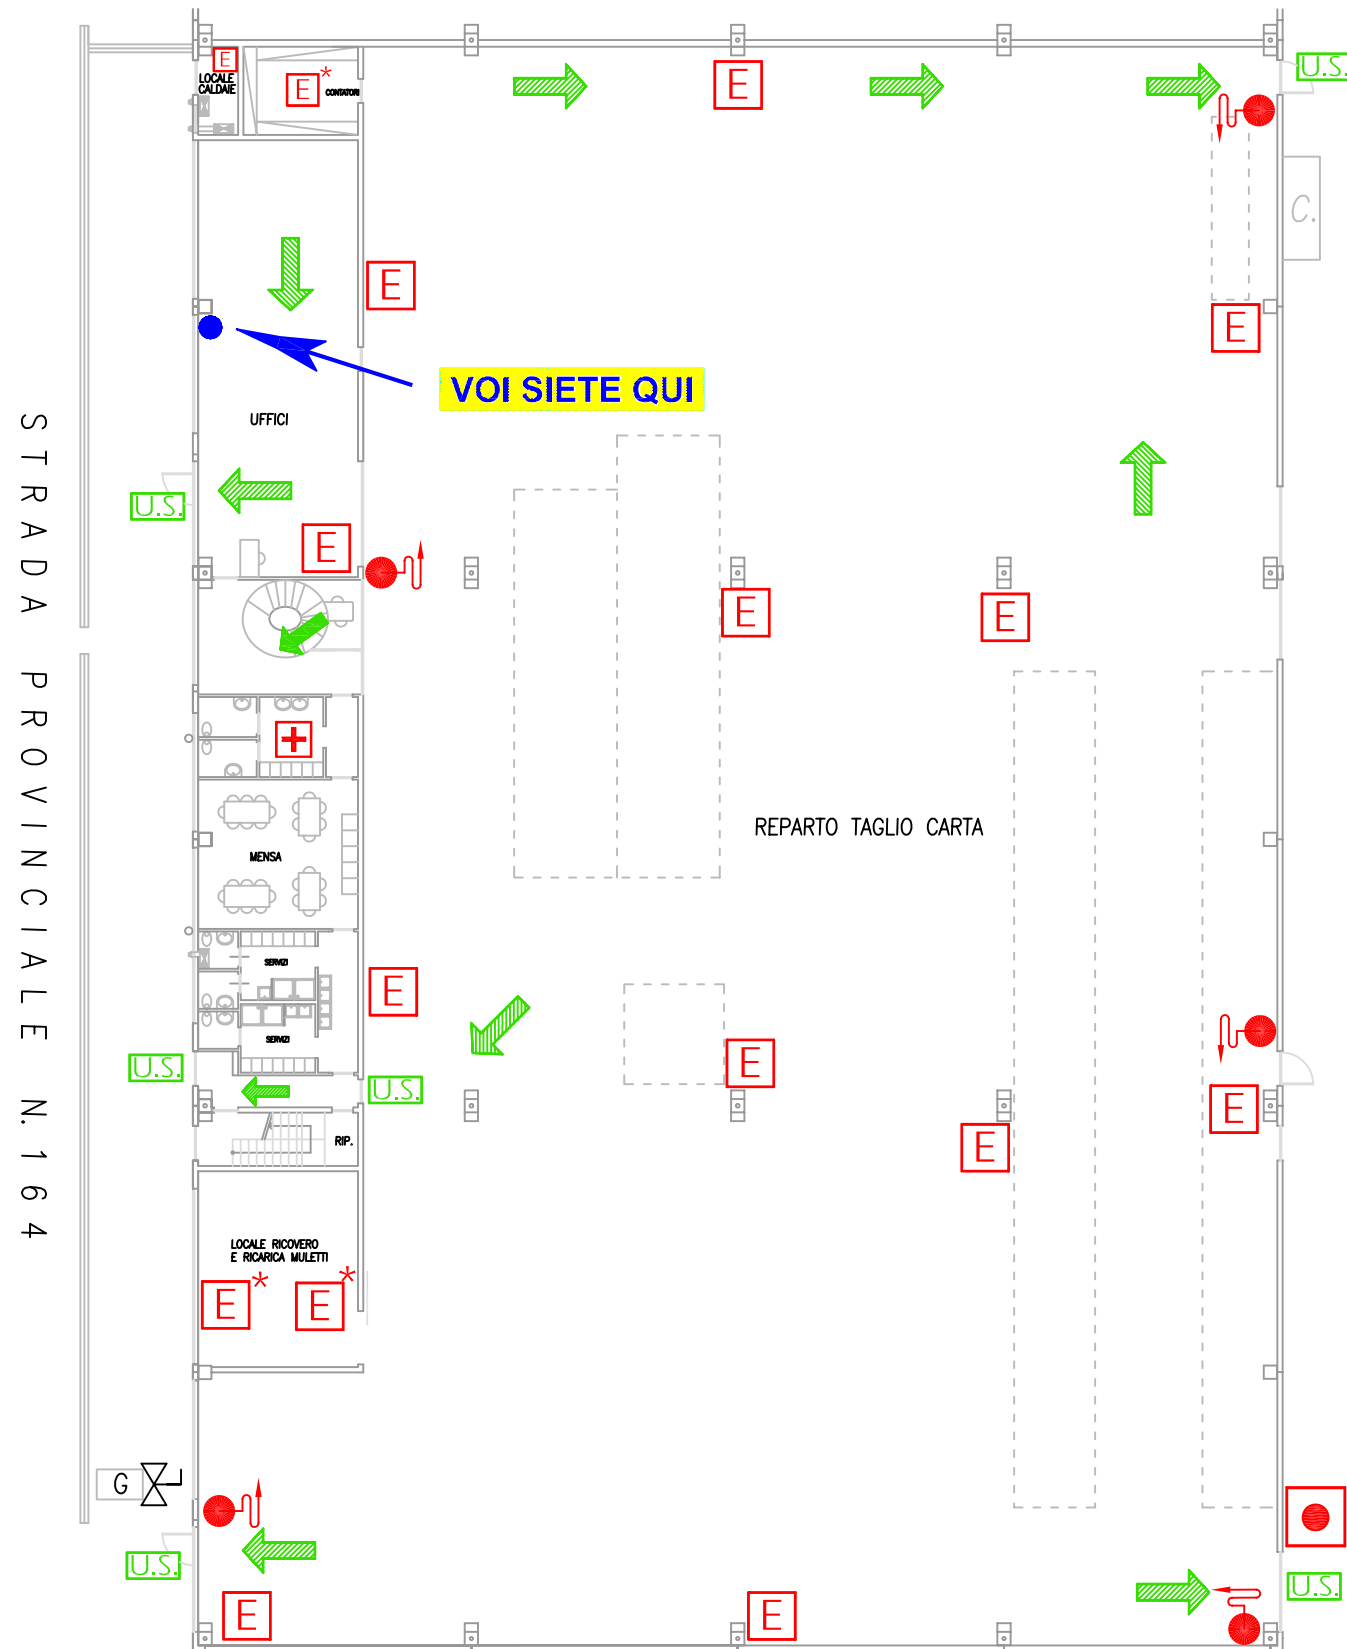 E
U.S.
LOCALE
CALDAIE
E*
CONTATORI
E
C.
E
E
VOI SIETE QUI
UFFICI
U.S.
E
E
E
REPARTO TAGLIO CARTA
MENSA
SERVIZI
E
SERVIZI
U.S.
U.S.
E
E
RIP.
E
LOCALE RICOVERO
E RICARICA MULETTI
E*
E*
G
U.S.
U.S.
E
E
STRADA PROVINCIALE N. 164